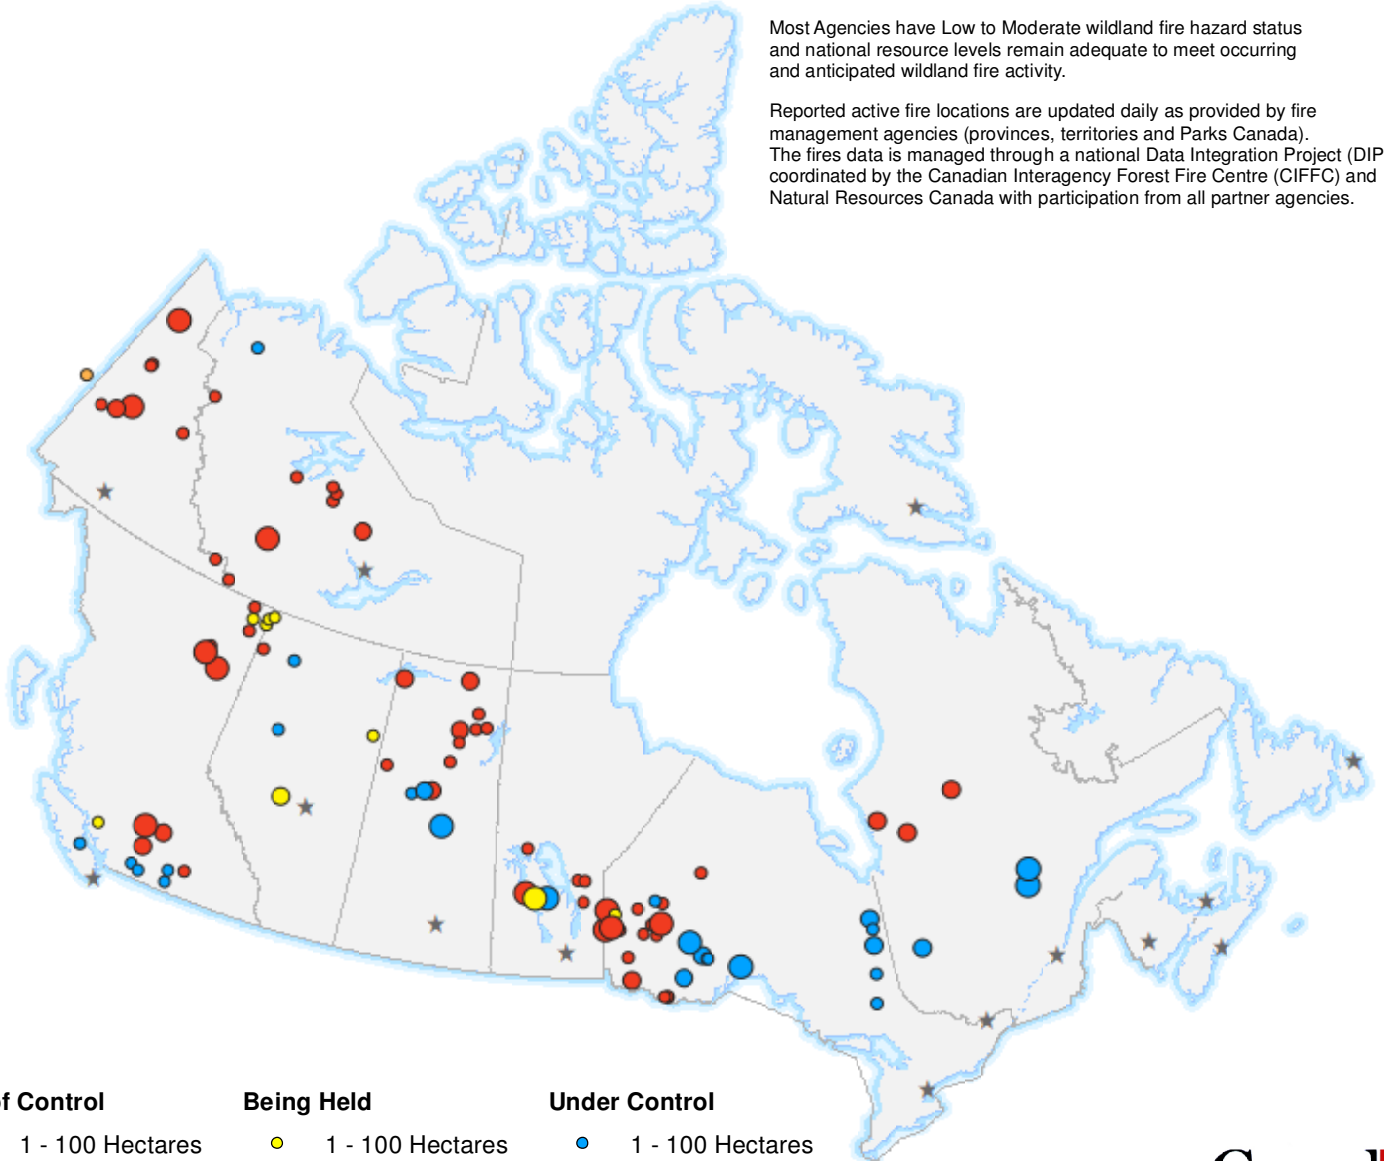 Most Agencies have Low to Moderate wildland fire hazard status
and national resource levels remain adequate to meet occurring
and anticipated wildland fire activity.
Reported active fire locations are updated daily as provided by fire
management agencies (provinces, territories and Parks Canada).
The fires data is managed through a national Data Integration Project (DIP
coordinated by the Canadian Interagency Forest Fire Centre (CIFFC) and
Natural Resources Canada with participation from all partner agencies.
f Control Being Held Under Control
1 - 100 Hectares 1 - 100 Hectares 1 - 100 Hectares